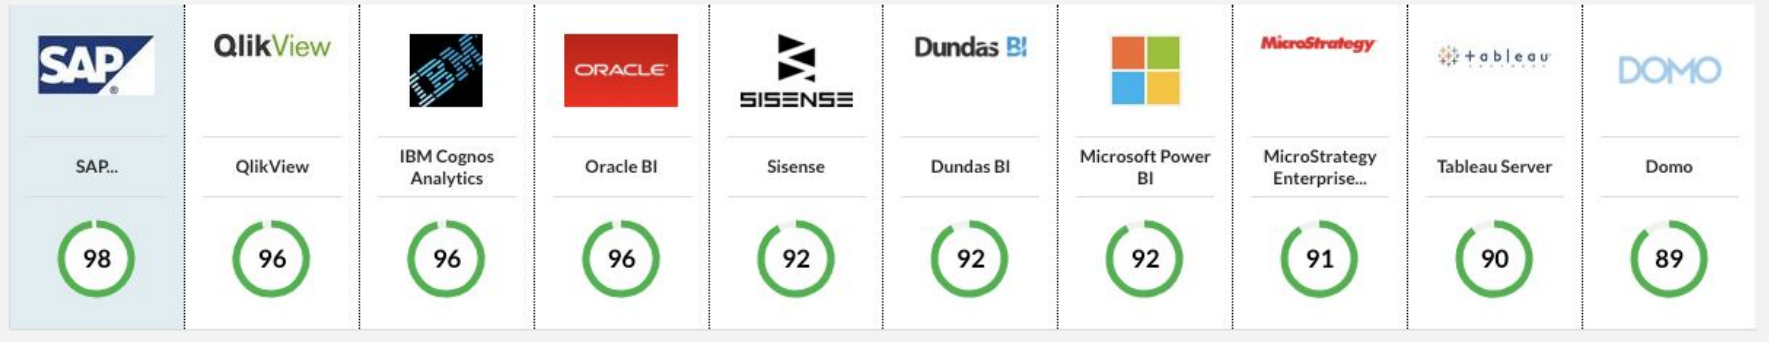 SAP
®
SAP...
98
QlikView
QlikView
96
IBM
IBM Cognos
Analytics
96
ORACLE
Oracle BI
96
SISENSE
Sisense
92
Dundas BI
Dundas BI
92
Microsoft Power
BI
92
MicroStrategy
MicroStrategy
Enterprise...
91
tableau
Tableau Server
90
DOMO
Domo
89